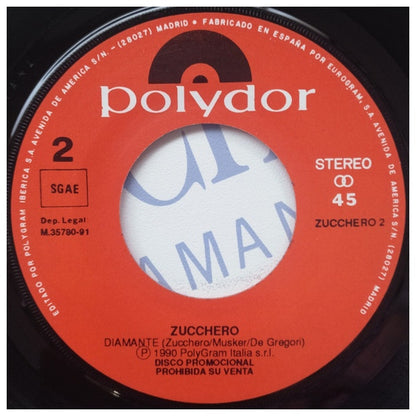 EDITADO POR POLYGRAM IBERICA S.A. AVENIDA DE AMERICA S/N.-(28027) MADRID • FABRICADO EN ESPAÑA POR EUROGRAM, S.A. AVENIDA DE AMERICA S/N. (28027) MADRID
polydor
2
SGAE
Dep. Legal
M.35780-91
STEREO
45
ZUCCHERO 2
AMAN
ZUCCHERO
DIAMANTE (Zucchero/Musker/De Gregori)
Ⓟ 1990 PolyGram Italia s.r.l.
DISCO PROMOCIONAL
PROHIBIDA SU VENTA